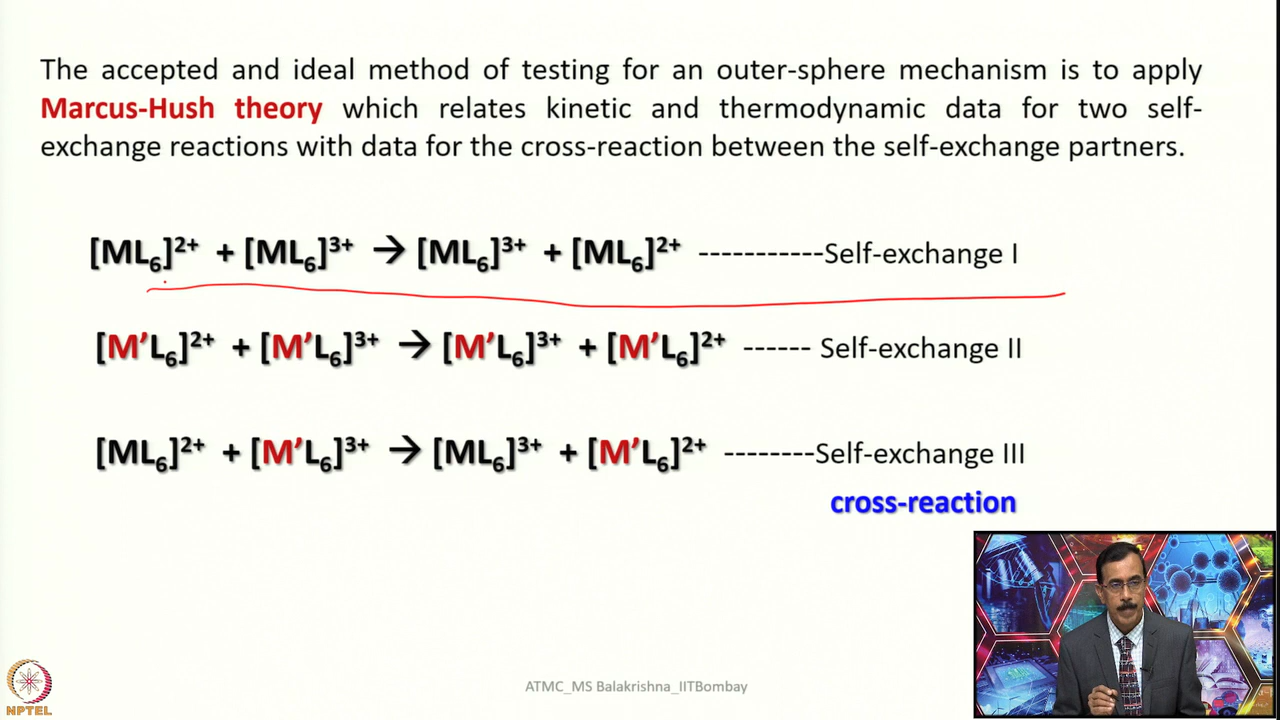 The accepted and ideal method of testing for an outer-sphere mechanism is to apply
Marcus-Hush theory which relates kinetic and thermodynamic data for two self-
exchange reactions with data for the cross-reaction between the self-exchange partners.
[ML₆]²⁺ + [ML₆]³⁺ → [ML₆]³⁺ + [ML₆]²⁺ -----------Self-exchange I
[M’L₆]²⁺ + [M’L₆]³⁺ → [M’L₆]³⁺ + [M’L₆]²⁺ ------ Self-exchange II
[ML₆]²⁺ + [M’L₆]³⁺ → [ML₆]³⁺ + [M’L₆]²⁺ --------Self-exchange III
cross-reaction
NPTEL
ATMC_MS Balakrishna_IITBombay